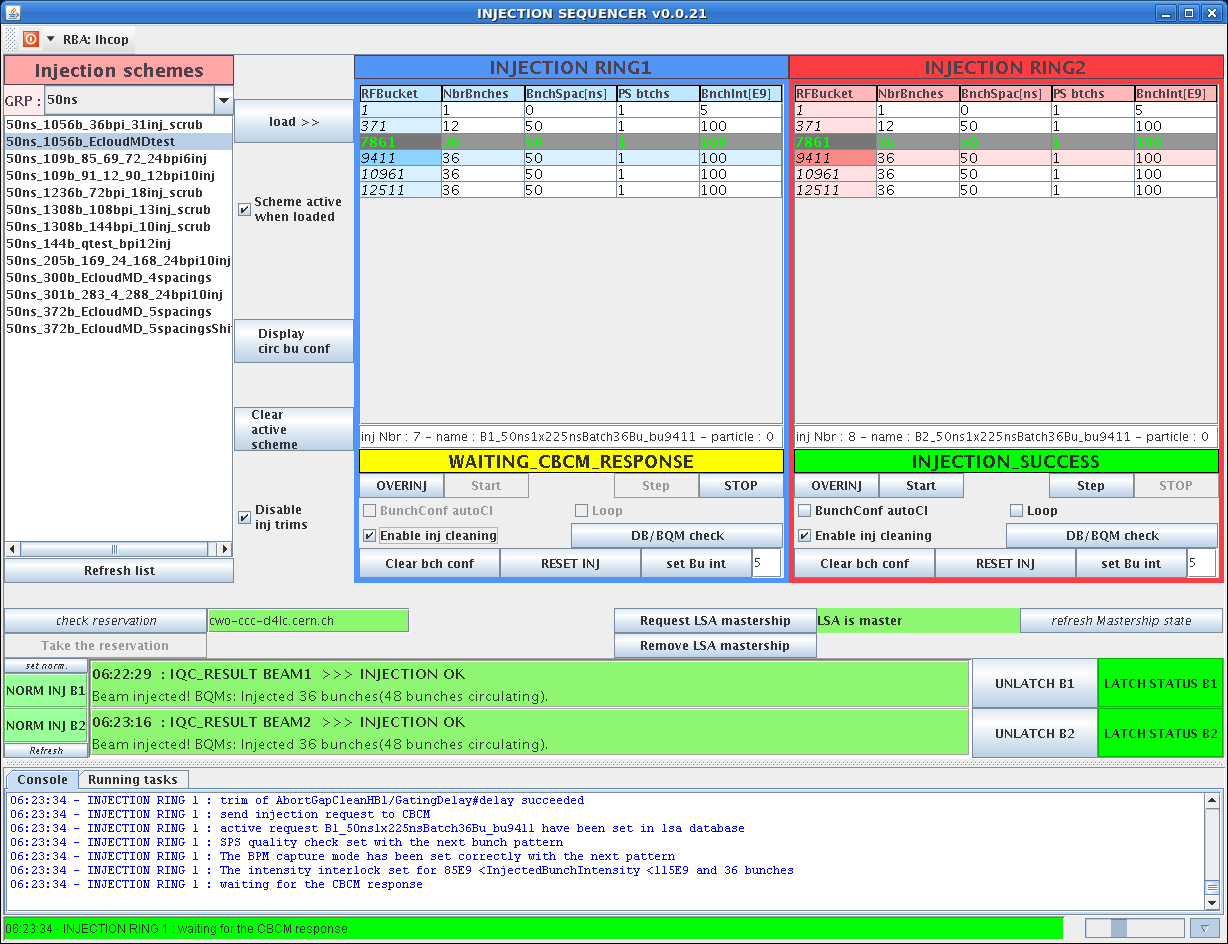 INJECTION SEQUENCER v0.0.21
RBA: lhcop
Injection schemes
GRP : 50ns
50ns_1056b_36bpi_31inj_scrub
50ns_1056b_EcloudMDtest
50ns_109b_85_69_72_24bpi6inj
50ns_109b_91_12_90_12bpi10inj
50ns_1236b_72bpi_18inj_scrub
50ns_1308b_108bpi_13inj_scrub
50ns_1308b_144bpi_10inj_scrub
50ns_144b_qtest_bpi12inj
50ns_205b_169_24_168_24bpi10inj
50ns_300b_EcloudMD_4spacings
50ns_301b_283_4_288_24bpi10inj
50ns_372b_EcloudMD_5spacings
50ns_372b_EcloudMD_5spacingsShi
Refresh list
load >>
Scheme active
when loaded
Display
circ bu conf
Clear
active
scheme
Disable
inj trims
INJECTION RING1
RFBucket NbrBnches BnchSpac[ns] PS btchs BnchInt[E9]
1 1 0 1 5
371 12 50 1 100
7861 36 50 1 100
9411 36 50 1 100
10961 36 50 1 100
12511 36 50 1 100
inj Nbr : 7 - name : B1_50ns1x225nsBatch36Bu_bu9411 - particle : 0
WAITING_CBCM_RESPONSE
OVERINJ Start Step STOP
BunchConf autoCl Loop
Enable inj cleaning DB/BQM check
Clear bch conf RESET INJ set Bu int 5
INJECTION RING2
RFBucket NbrBnches BnchSpac[ns] PS btchs BnchInt[E9]
1 1 0 1 5
371 12 50 1 100
7861 36 50 1 100
9411 36 50 1 100
10961 36 50 1 100
12511 36 50 1 100
inj Nbr : 8 - name : B2_50ns1x225nsBatch36Bu_bu9411 - particle : 0
INJECTION_SUCCESS
OVERINJ Start Step STOP
BunchConf autoCl Loop
Enable inj cleaning DB/BQM check
Clear bch conf RESET INJ set Bu int 5
check reservation cwo-ccc-d4lc.cern.ch Request LSA mastership LSA is master refresh Mastership state
Take the reservation Remove LSA mastership
set norm.
NORM INJ B1
NORM INJ B2
Refresh
06:22:29 : IQC_RESULT BEAM1 >>> INJECTION OK
Beam injected! BQMs: Injected 36 bunches(48 bunches circulating).
UNLATCH B1 LATCH STATUS B1
06:23:16 : IQC_RESULT BEAM2 >>> INJECTION OK
Beam injected! BQMs: Injected 36 bunches(48 bunches circulating).
UNLATCH B2 LATCH STATUS B2
Console Running tasks
06:23:34 - INJECTION RING 1 : trim of AbortGapCleanHB1/GatingDelay#delay succeeded
06:23:34 - INJECTION RING 1 : send injection request to CBCM
06:23:34 - INJECTION RING 1 : active request B1_50ns1x225nsBatch36Bu_bu9411 have been set in lsa database
06:23:34 - INJECTION RING 1 : SPS quality check set with the next bunch pattern
06:23:34 - INJECTION RING 1 : The BPM capture mode has been set correctly with the next pattern
06:23:34 - INJECTION RING 1 : The intensity interlock set for 85E9 <InjectedBunchIntensity <115E9 and 36 bunches
06:23:34 - INJECTION RING 1 : waiting for the CBCM response
06:23:34 - INJECTION RING 1 : waiting for the CBCM response